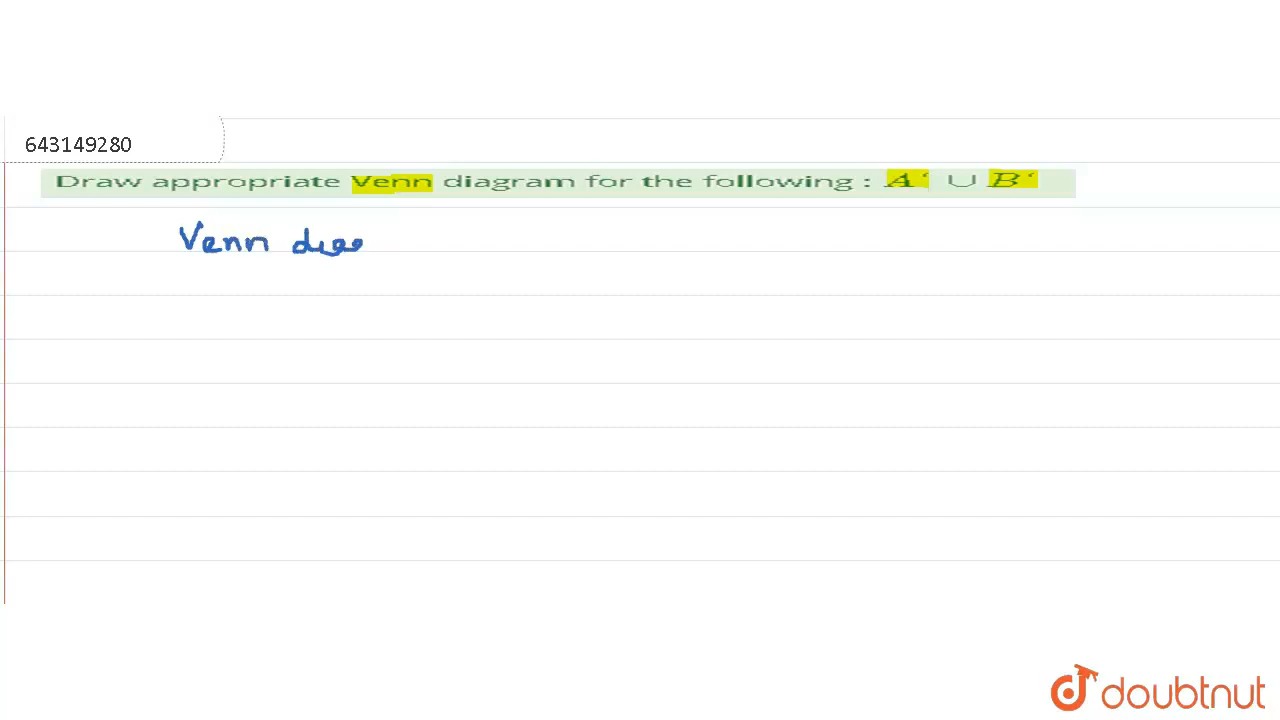 643149280
Draw appropriate Venn diagram for the following : A‘ ∪ B‘
Venn
doubtnut